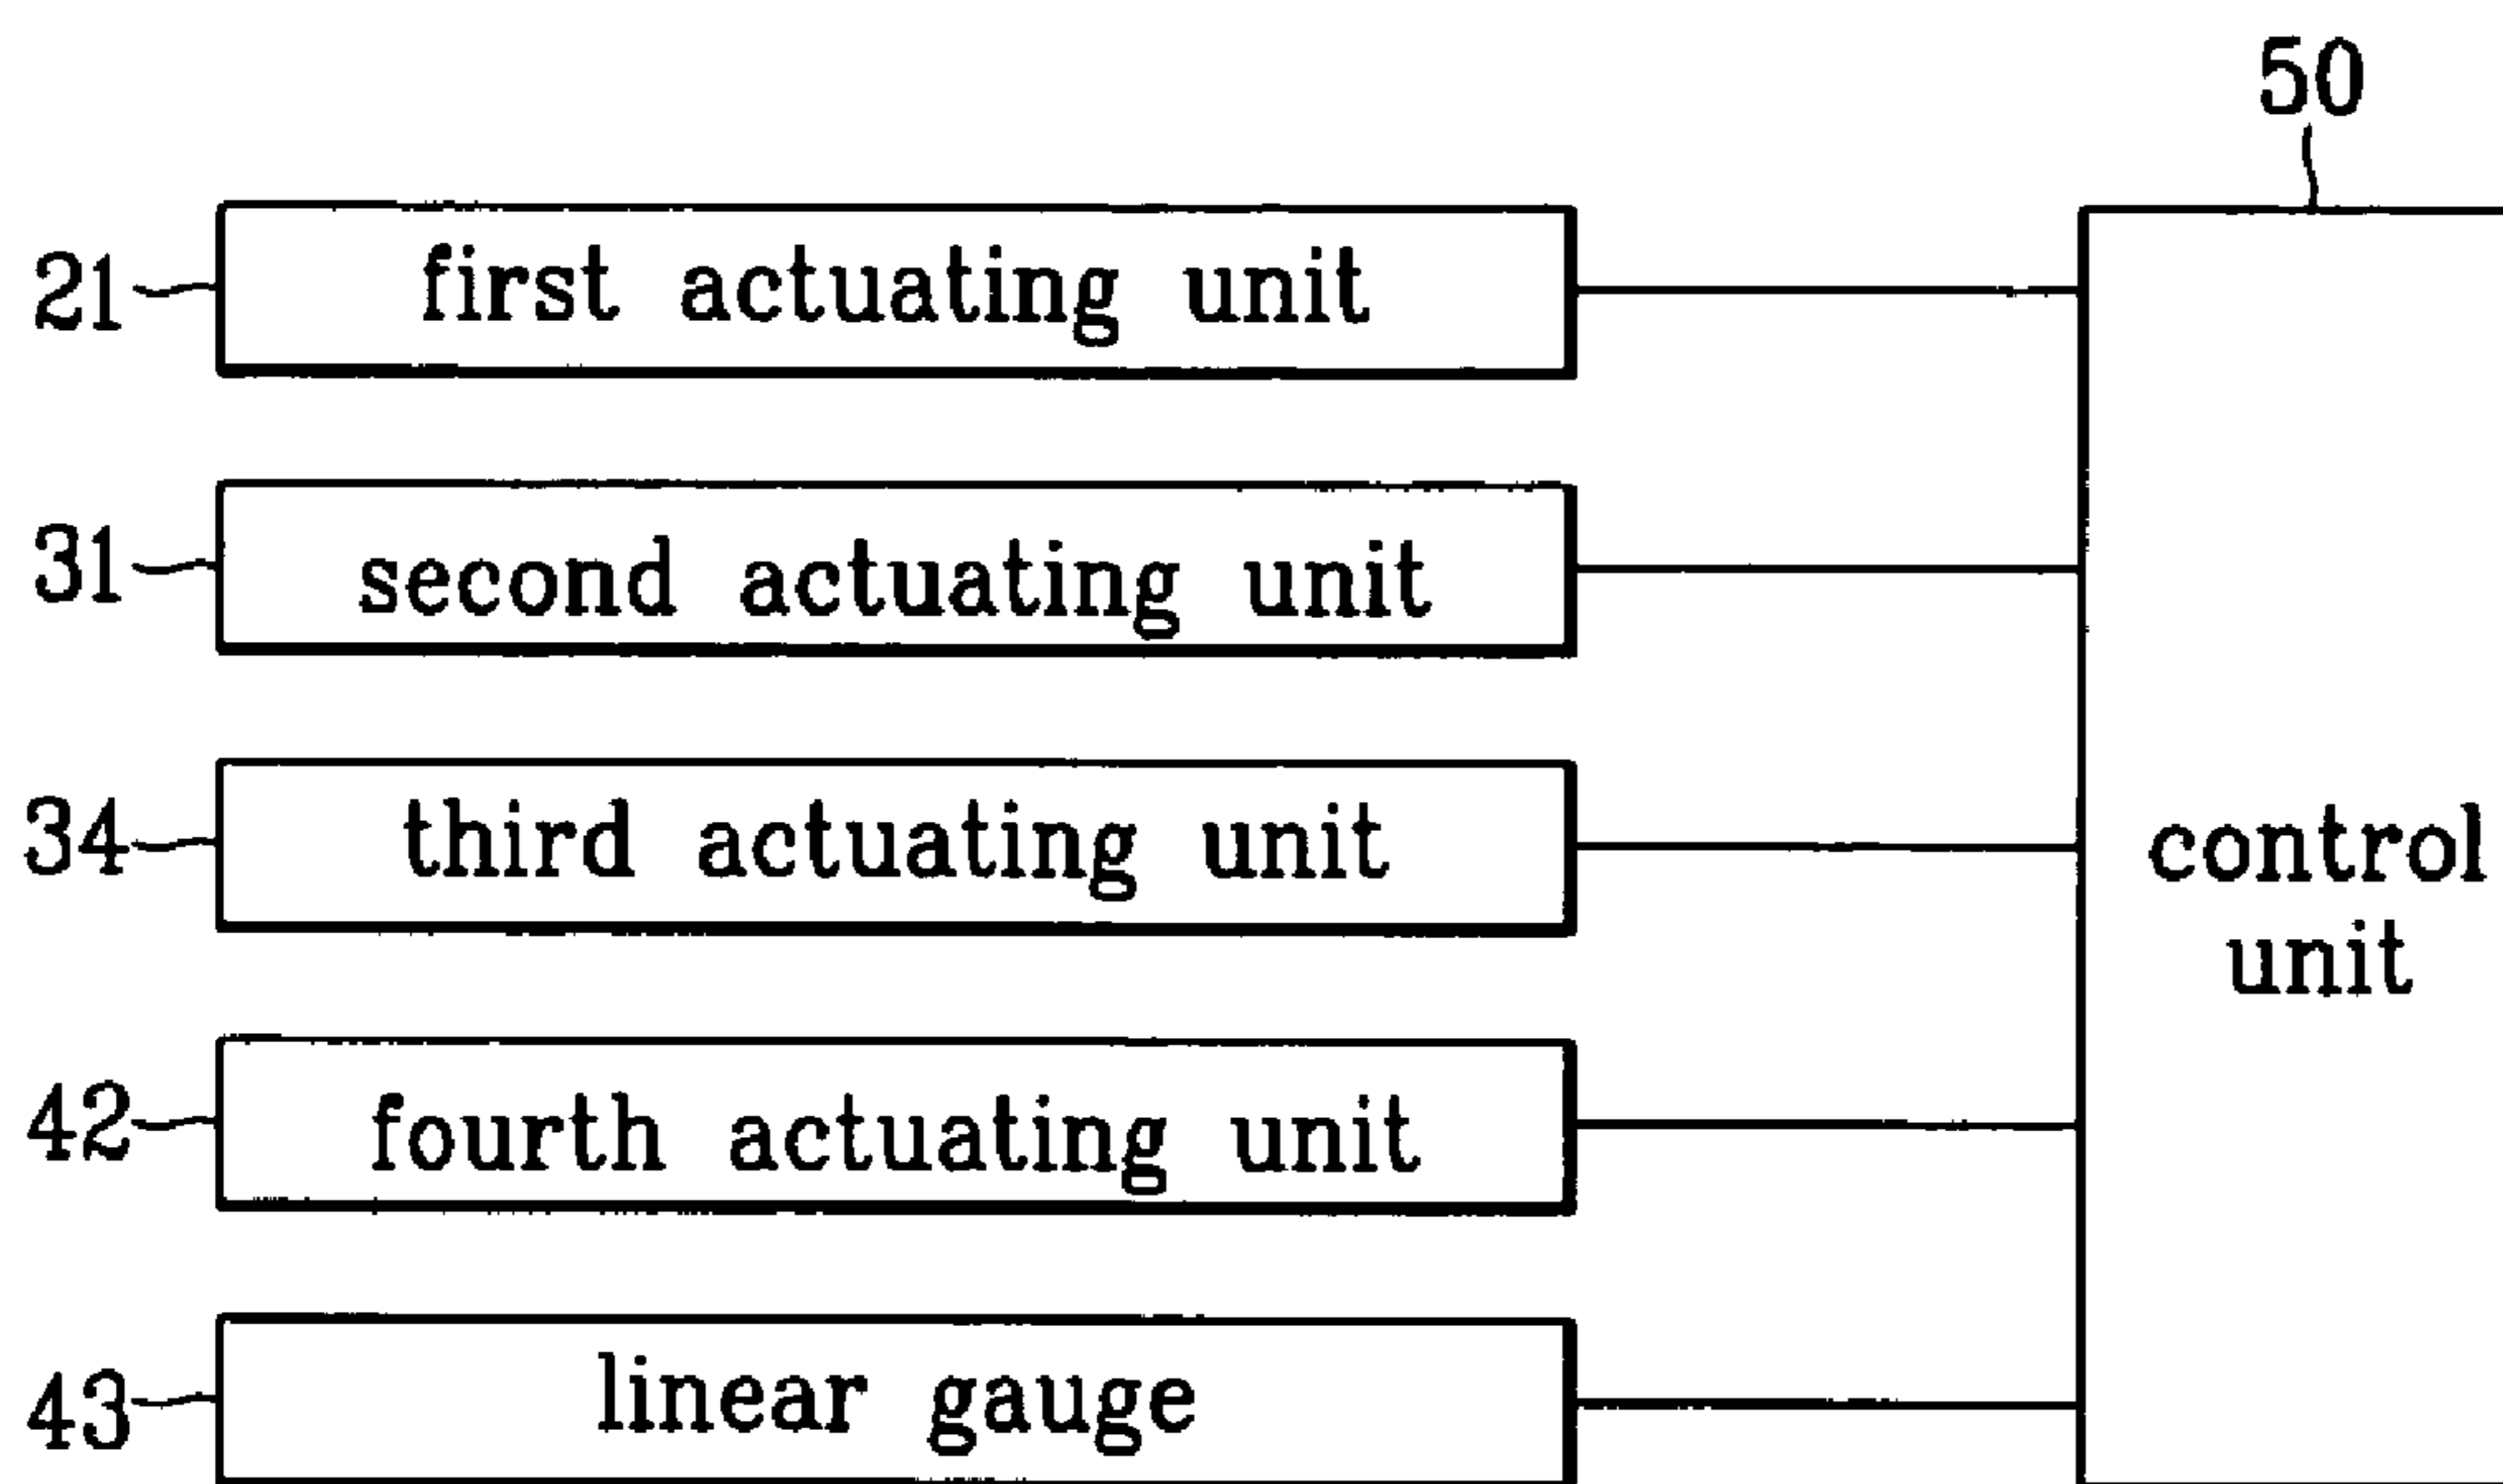 50
21 first actuating unit
31 second actuating unit
34 third actuating unit
control
unit
42 fourth actuating unit
43 linear gauge